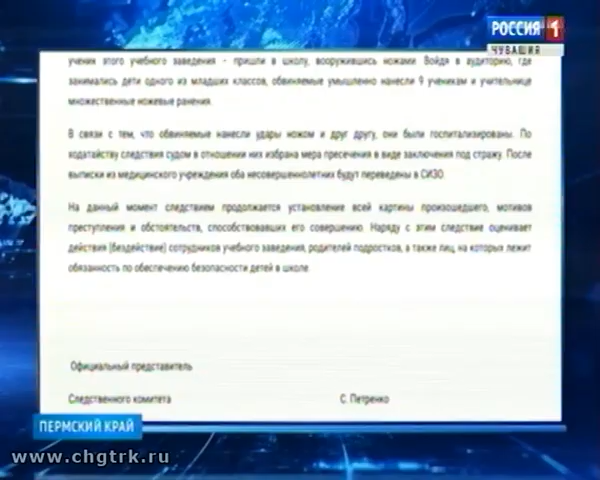 РОССИЯ 1
ЧУВАШИЯ
ученик этого учебного заведения - пришли в школу, вооружившись ножами. Войдя в аудиторию, где
занимались дети одного из младших классов, обвиняемые умышленно нанесли 9 ученикам и учительнице
множественные ножевые ранения.
В связи с тем, что обвиняемые нанесли удары ножом и друг другу, они были госпитализированы. По
ходатайству следствия судом в отношении них избрана мера пресечения в виде заключения под стражу. После
выписки из медицинского учреждения оба несовершеннолетних будут переведены в СИЗО.
На данный момент следствием продолжается установление всей картины произошедшего, мотивов
преступления и обстоятельств, способствовавших его совершению. Наряду с этим следствие оценивает
действия (бездействие) сотрудников учебного заведения, родителей подростков, а также лиц, на которых лежит
обязанность по обеспечению безопасности детей в школе.
Официальный представитель
Следственного комитета С. Петренко
ПЕРМСКИЙ КРАЙ
www.chgtrk.ru